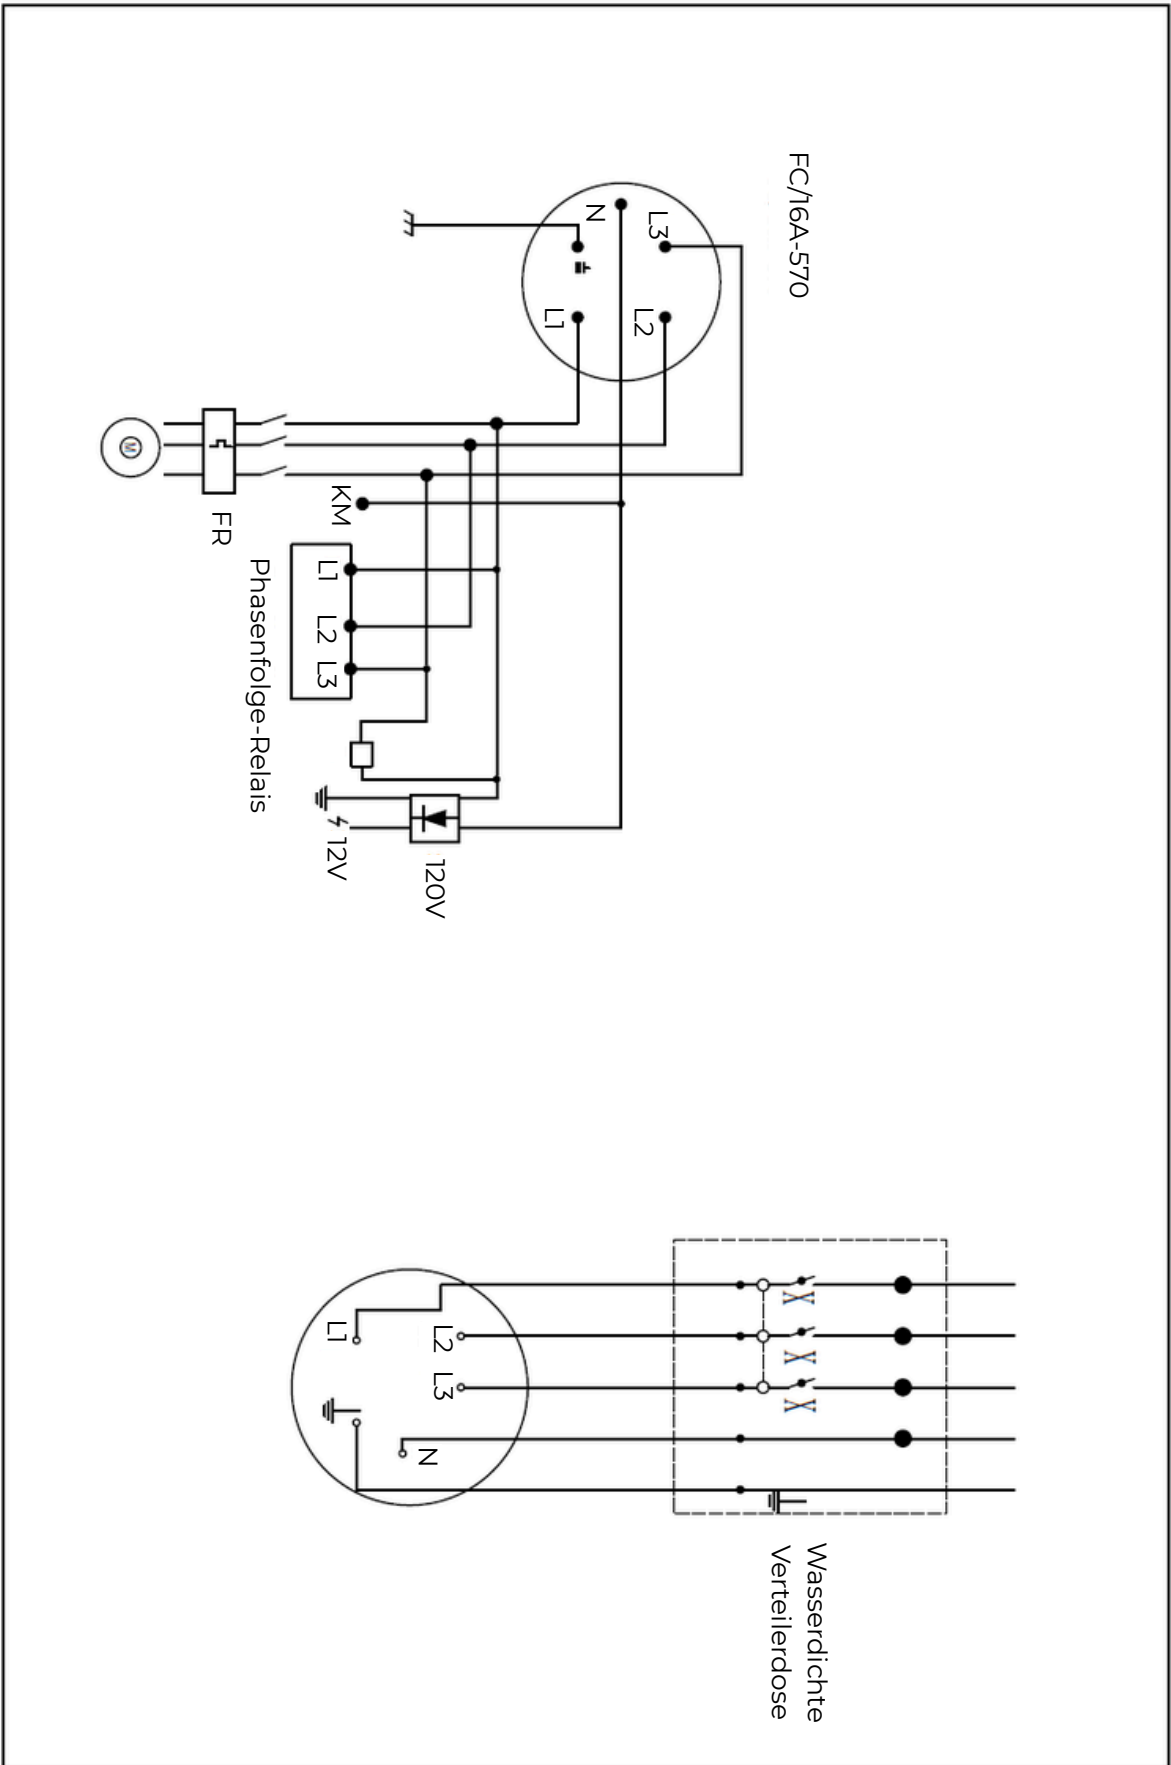 FC/16A-570
N
L3
L1
L2
M
FR
KM
L1
L2
L3
Phasenfolge-Relais
12V
120V
L1
L2
L3
N
Wasserdichte
Verteilerdose